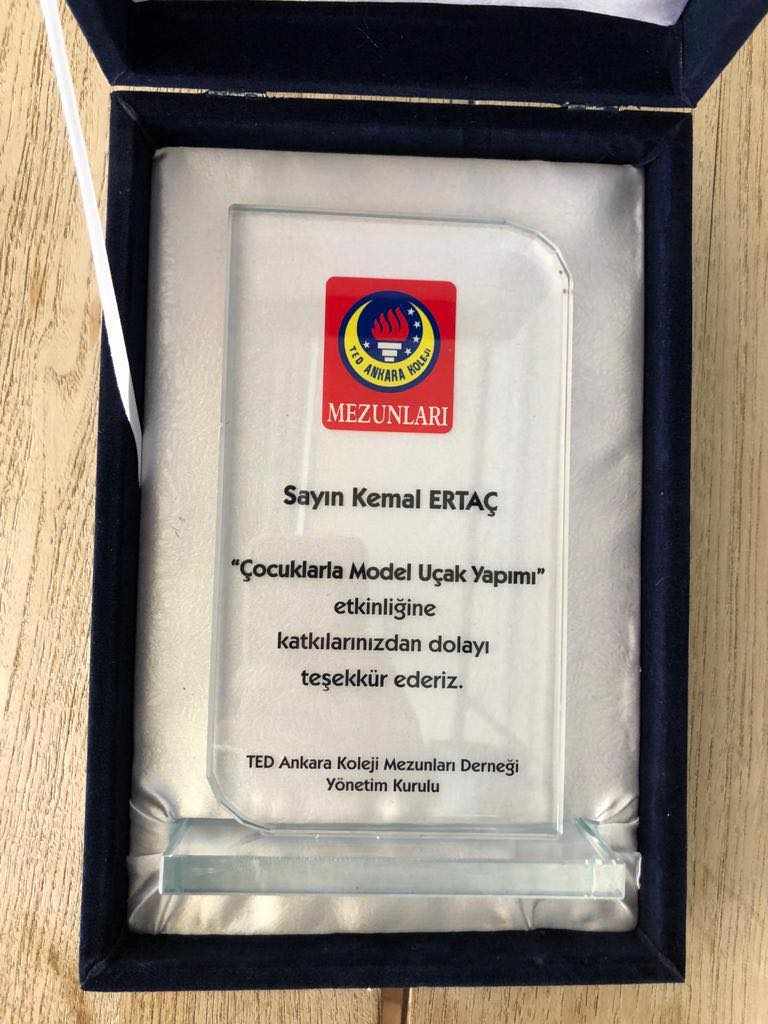 TED ANKARA KOLEJİ
MEZUNLARI
Sayın Kemal ERTAÇ
“Çocuklarla Model Uçak Yapımı”
etkinliğine
katkılarınızdan dolayı
teşekkür ederiz.
TED Ankara Koleji Mezunları Derneği
Yönetim Kurulu